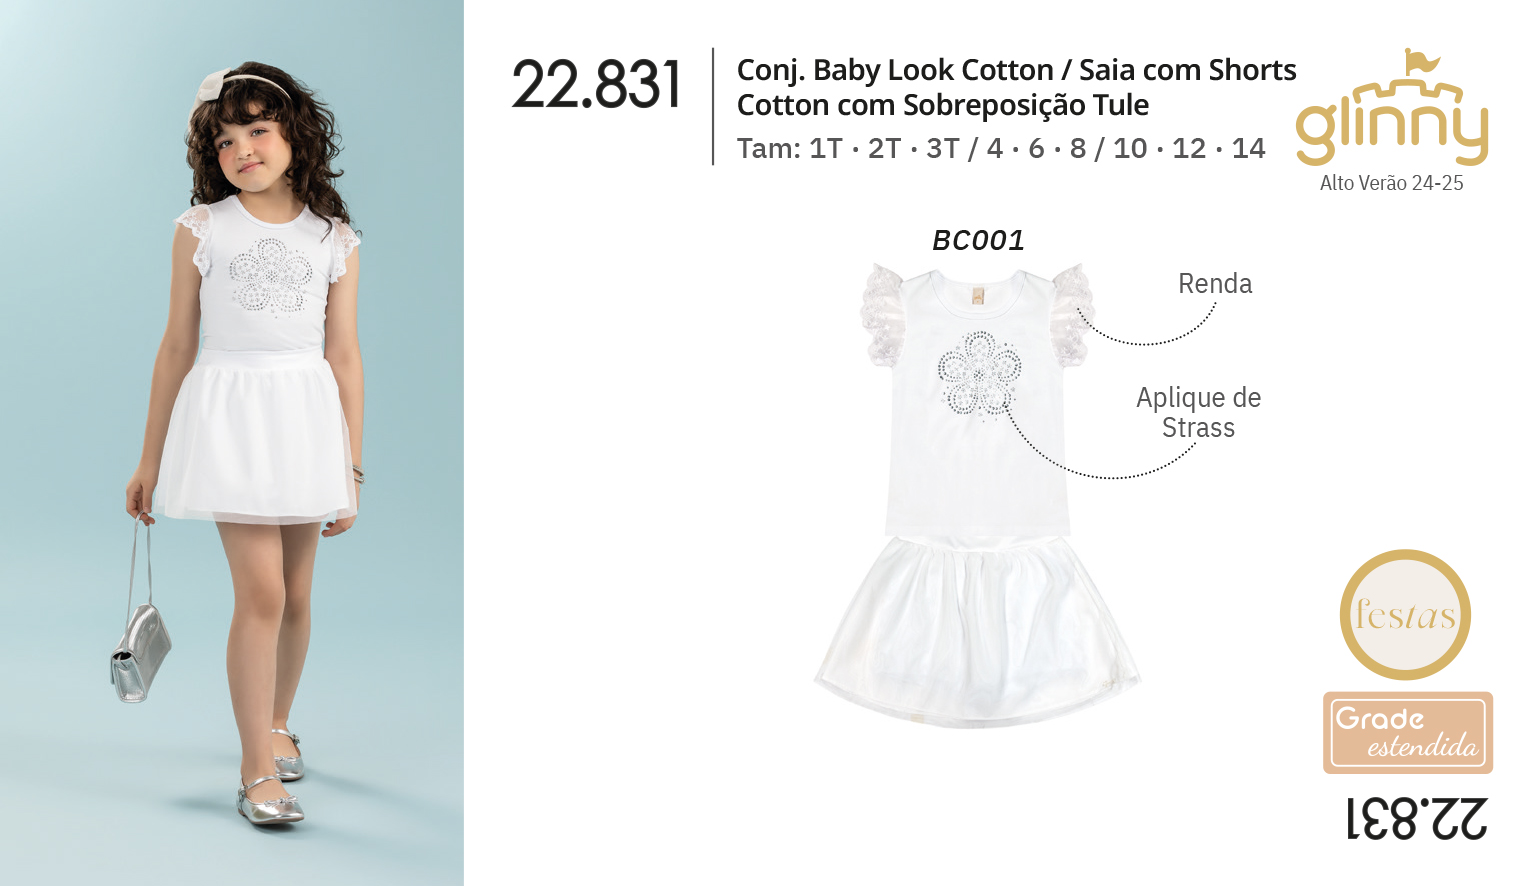 22.831
Conj. Baby Look Cotton / Saia com Shorts
Cotton com Sobreposição Tule
Tam: 1T · 2T · 3T / 4 · 6 · 8 / 10 · 12 · 14
glinny
Alto Verão 24-25
BC001
Renda
Aplique de
Strass
festas
Grade
estendida
22.831